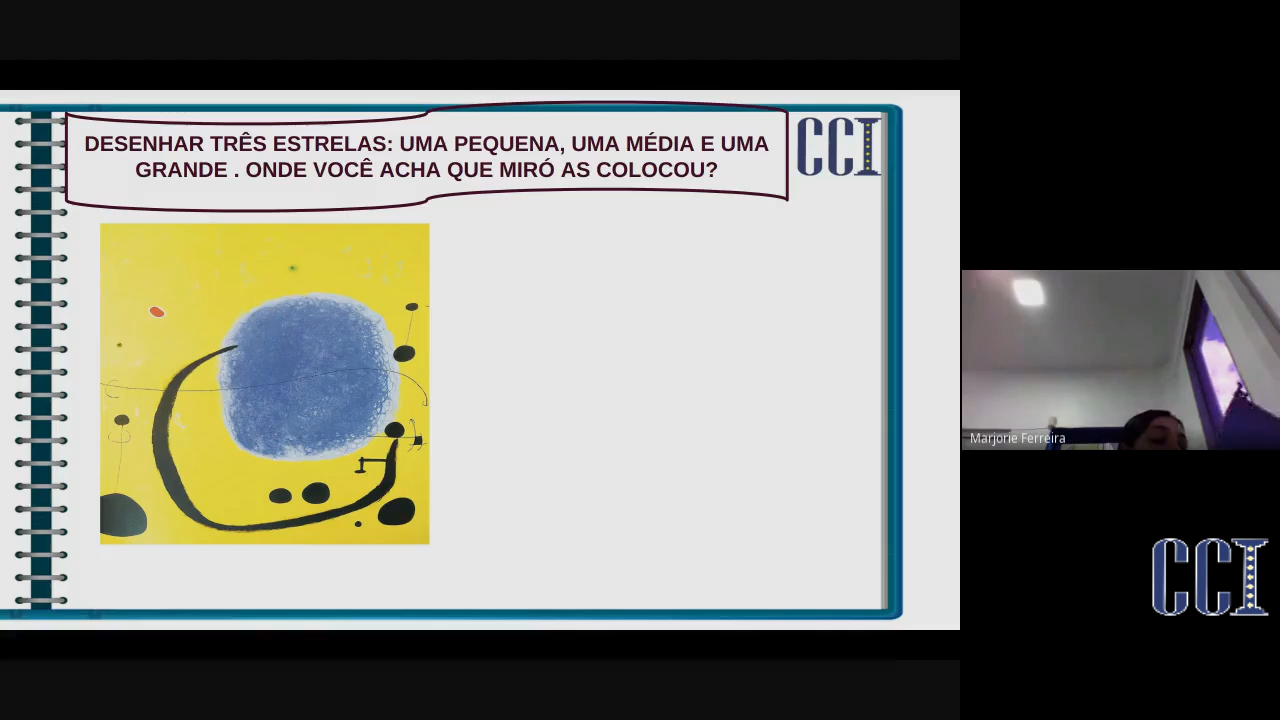 DESENHAR TRÊS ESTRELAS: UMA PEQUENA, UMA MÉDIA E UMA
GRANDE . ONDE VOCÊ ACHA QUE MIRÓ AS COLOCOU?
CCI
Marjorie Ferreira
CCI